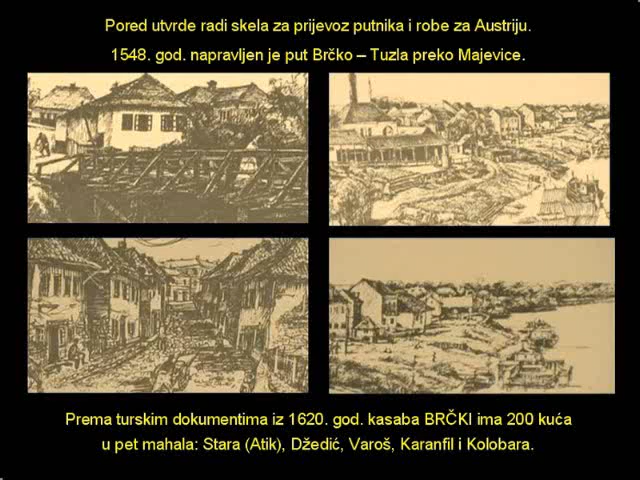 Pored utvrde radi skela za prijevoz putnika i robe za Austriju.
1548. god. napravljen je put Brčko – Tuzla preko Majevice.
Prema turskim dokumentima iz 1620. god. kasaba BRČKI ima 200 kuća
u pet mahala: Stara (Atik), Džedić, Varoš, Karanfil i Kolobara.